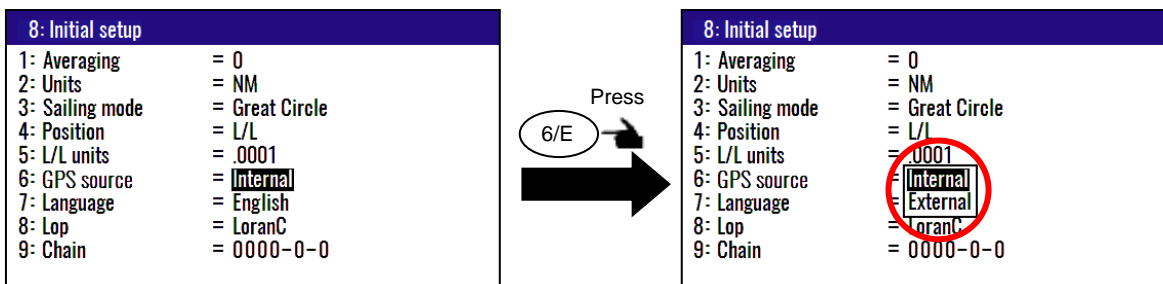 8: Initial setup
1: Averaging = 0
2: Units = NM
3: Sailing mode = Great Circle
4: Position = L/L
5: L/L units = .0001
6: GPS source = Internal
7: Language = English
8: Lop = LoranC
9: Chain = 0000-0-0
Press
6/E
8: Initial setup
1: Averaging = 0
2: Units = NM
3: Sailing mode = Great Circle
4: Position = L/L
5: L/L units = .0001
6: GPS source = Internal
7: Language = External
8: Lop = LoranC
9: Chain = 0000-0-0